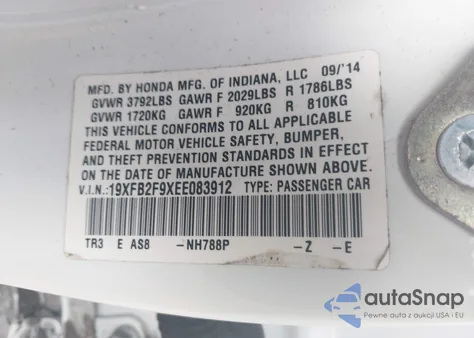 MFD. BY HONDA MFG. OF INDIANA, LLC 09/'14
GVWR 3792LBS GAWR F 2029LBS R 1786LBS
GVWR 1720KG GAWR F 920KG R 810KG
THIS VEHICLE CONFORMS TO ALL APPLICABLE
FEDERAL MOTOR VEHICLE SAFETY, BUMPER,
AND THEFT PREVENTION STANDARDS IN EFFECT
ON THE DATE OF MANUFACTURE SHOWN ABOVE.
V.I.N.:19XFB2F9XEE083912 TYPE: PASSENGER CAR
TR3 E AS8 -NH788P -Z -E
autoSnap
Pewne auta z aukcji USA i EU